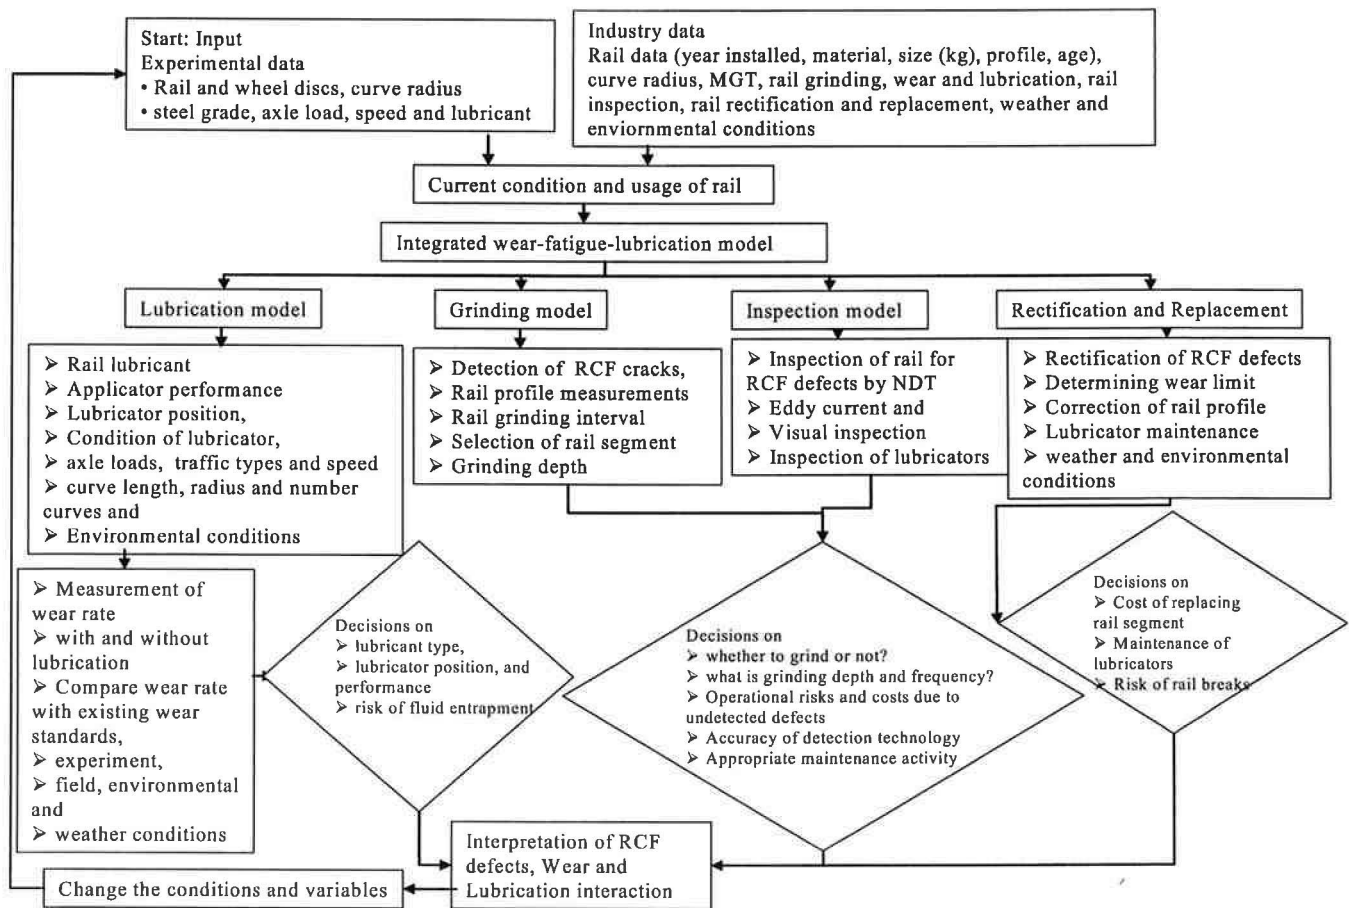 Start: Input
Experimental data
• Rail and wheel discs, curve radius
• steel grade, axle load, speed and lubricant
Industry data
Rail data (year installed, material, size (kg), profile, age),
curve radius, MGT, rail grinding, wear and lubrication, rail
inspection, rail rectification and replacement, weather and
enviornmental conditions
Current condition and usage of rail
Integrated wear-fatigue-lubrication model
Lubrication model
Grinding model
Inspection model
Rectification and Replacement
➢ Rail lubricant
➢ Applicator performance
➢ Lubricator position,
➢ Condition of lubricator,
➢ axle loads, traffic types and speed
➢ curve length, radius and number
curves and
➢ Environmental conditions
➢ Detection of RCF cracks,
➢ Rail profile measurements
➢ Rail grinding interval
➢ Selection of rail segment
➢ Grinding depth
➢ Inspection of rail for
RCF defects by NDT
➢ Eddy current and
➢ Visual inspection
➢ Inspection of lubricators
➢ Rectification of RCF defects
➢ Determining wear limit
➢ Correction of rail profile
➢ Lubricator maintenance
➢ weather and environmental
conditions
➢ Measurement of
wear rate
➢ with and without
lubrication
➢ Compare wear rate
with existing wear
standards,
➢ experiment,
➢ field, environmental
and
➢ weather conditions
Decisions on
➢ lubricant type,
➢ lubricator position, and
performance
➢ risk of fluid entrapment
Decisions on
➢ whether to grind or not?
➢ what is grinding depth and frequency?
➢ Operational risks and costs due to
undetected defects
➢ Accuracy of detection technology
➢ Appropriate maintenance activity
Decisions on
➢ Cost of replacing
rail segment
➢ Maintenance of
lubricators
➢ Risk of rail breaks
Interpretation of RCF
defects, Wear and
Lubrication interaction
Change the conditions and variables